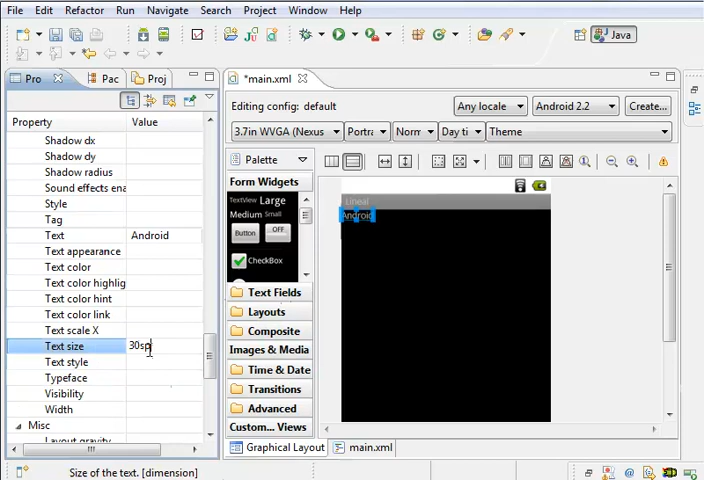 File Edit Refactor Run Navigate Search Project Window Help
Java
Pro Pac Proj
*main.xml
Editing config: default
Any locale Android 2.2 Create...
3.7in WVGA (Nexus Portra Norm Day ti Theme
Property Value
Shadow dx
Shadow dy
Shadow radius
Sound effects ena
Style
Tag
Text Android
Text appearance
Text color
Text color highlig
Text color hint
Text color link
Text scale X
Text size 30sp
Text style
Typeface
Visibility
Width
Misc
Layout gravity
Palette
Form Widgets
TextView Large
Medium Small
Button OFF
CheckBox
Text Fields
Layouts
Composite
Images & Media
Time & Date
Transitions
Advanced
Custom... Views
Lineal
Android
Graphical Layout main.xml
Size of the text. [dimension]